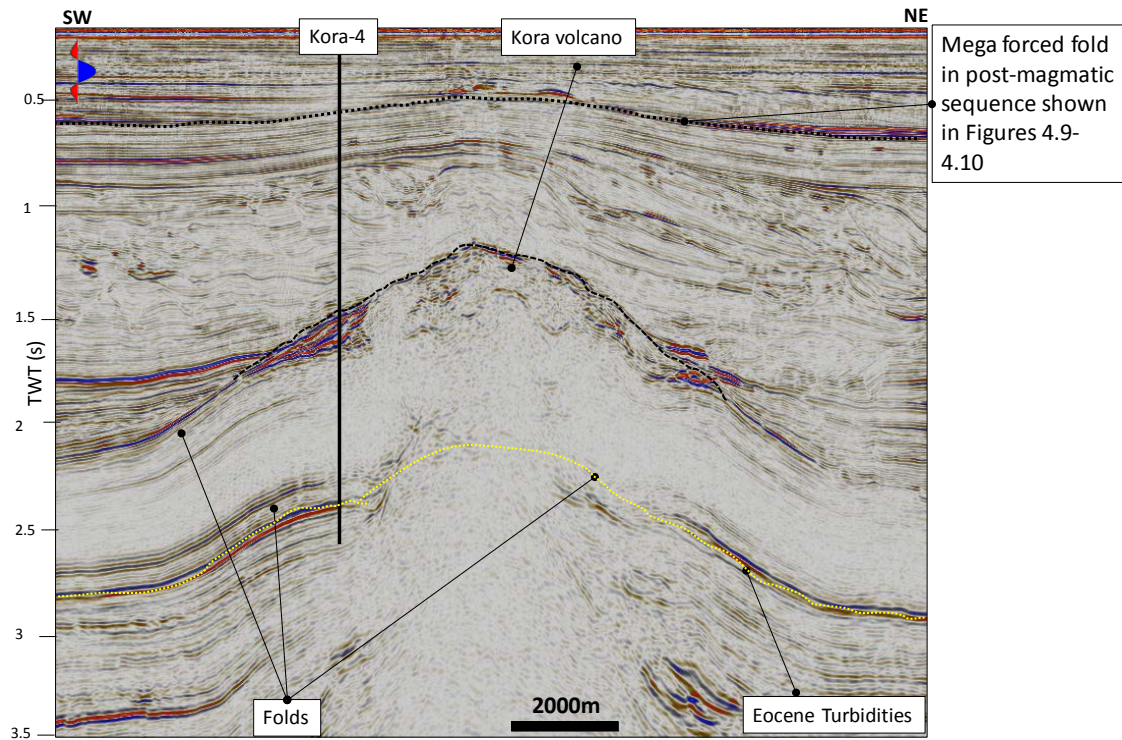 SW
NE
Kora-4
Kora volcano
Mega forced fold
in post-magmatic
sequence shown
in Figures 4.9-
4.10
0.5
1
1.5
TWT (s)
2
2.5
3
3.5
Folds
2000m
Eocene Turbidities